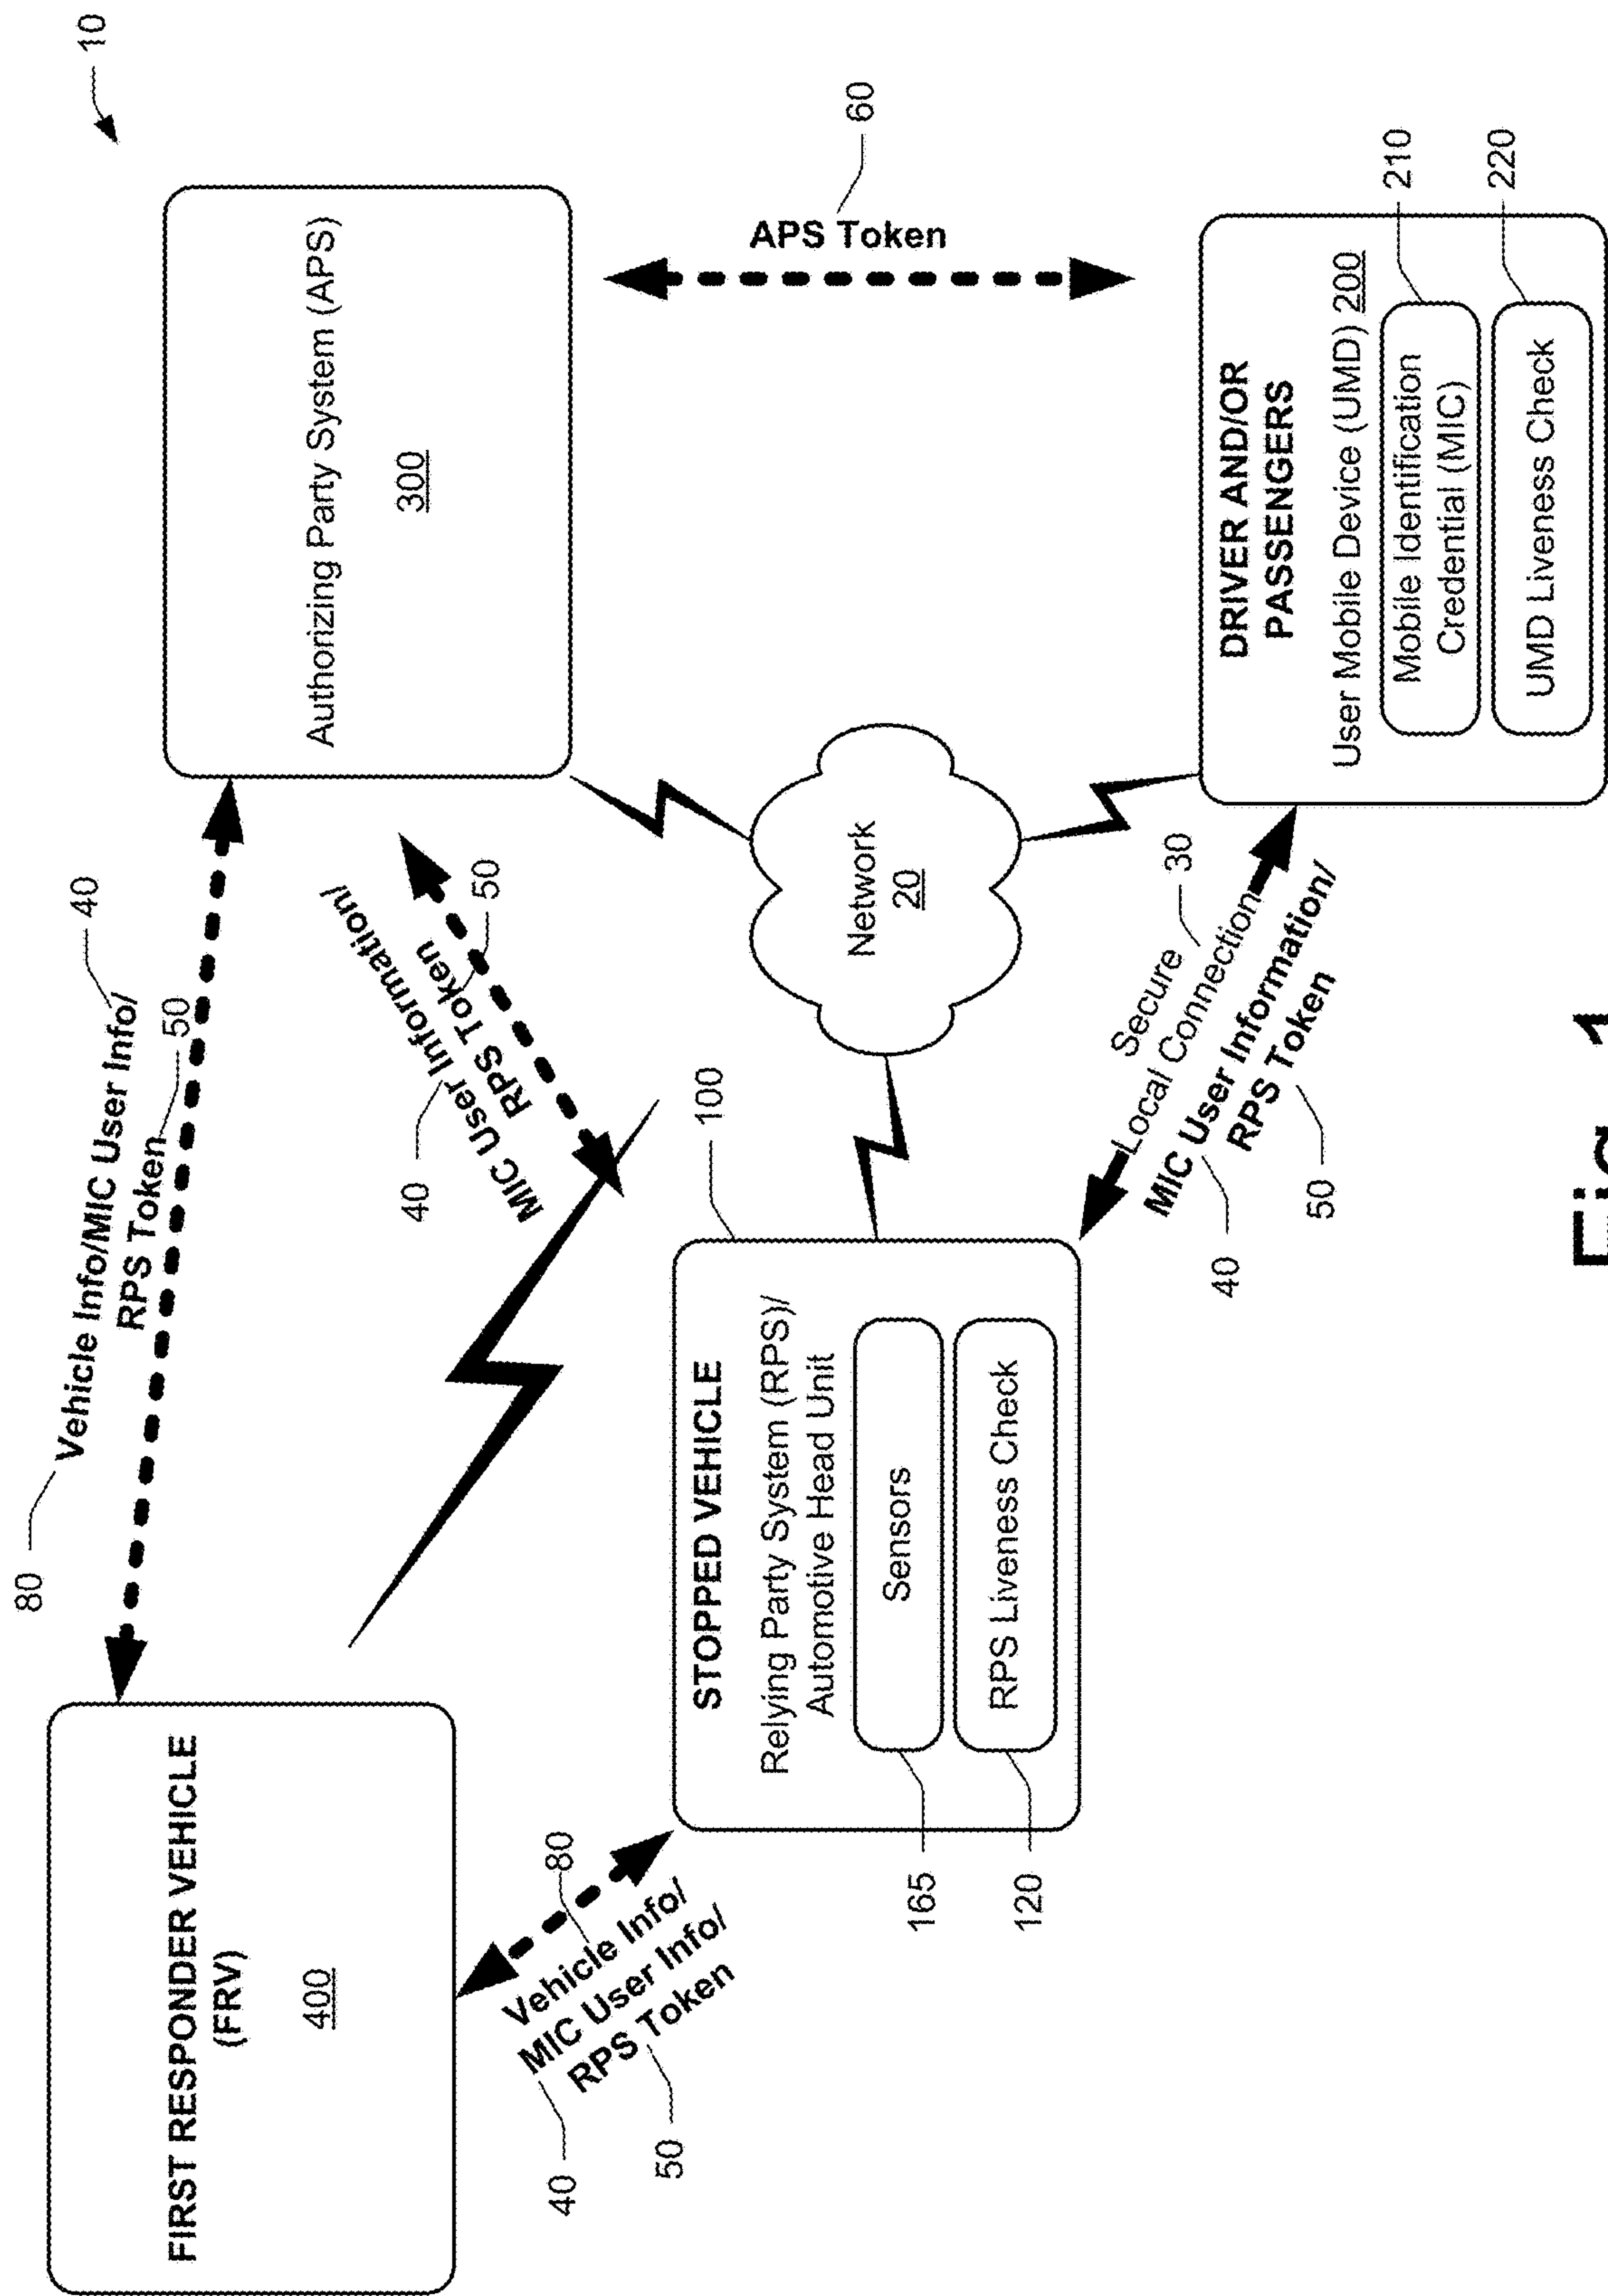 10
80
Vehicle Info/MIC User Info/
40
RPS Token
50
FIRST RESPONDER VEHICLE
(FRV)
400
Authorizing Party System (APS)
300
40
MIC User Information/
RPS Token
50
APS Token
60
Vehicle Info/
80
MIC User Info/
RPS Token
40
50
Network
20
100
STOPPED VEHICLE
Relying Party System (RPS)/
Automotive Head Unit
Sensors
RPS Liveness Check
165
120
Secure
30
Local Connection
MIC User Information/
RPS Token
40
50
DRIVER AND/OR
PASSENGERS
User Mobile Device (UMD) 200
Mobile Identification
Credential (MIC)
210
UMD Liveness Check
220
Fig. 1